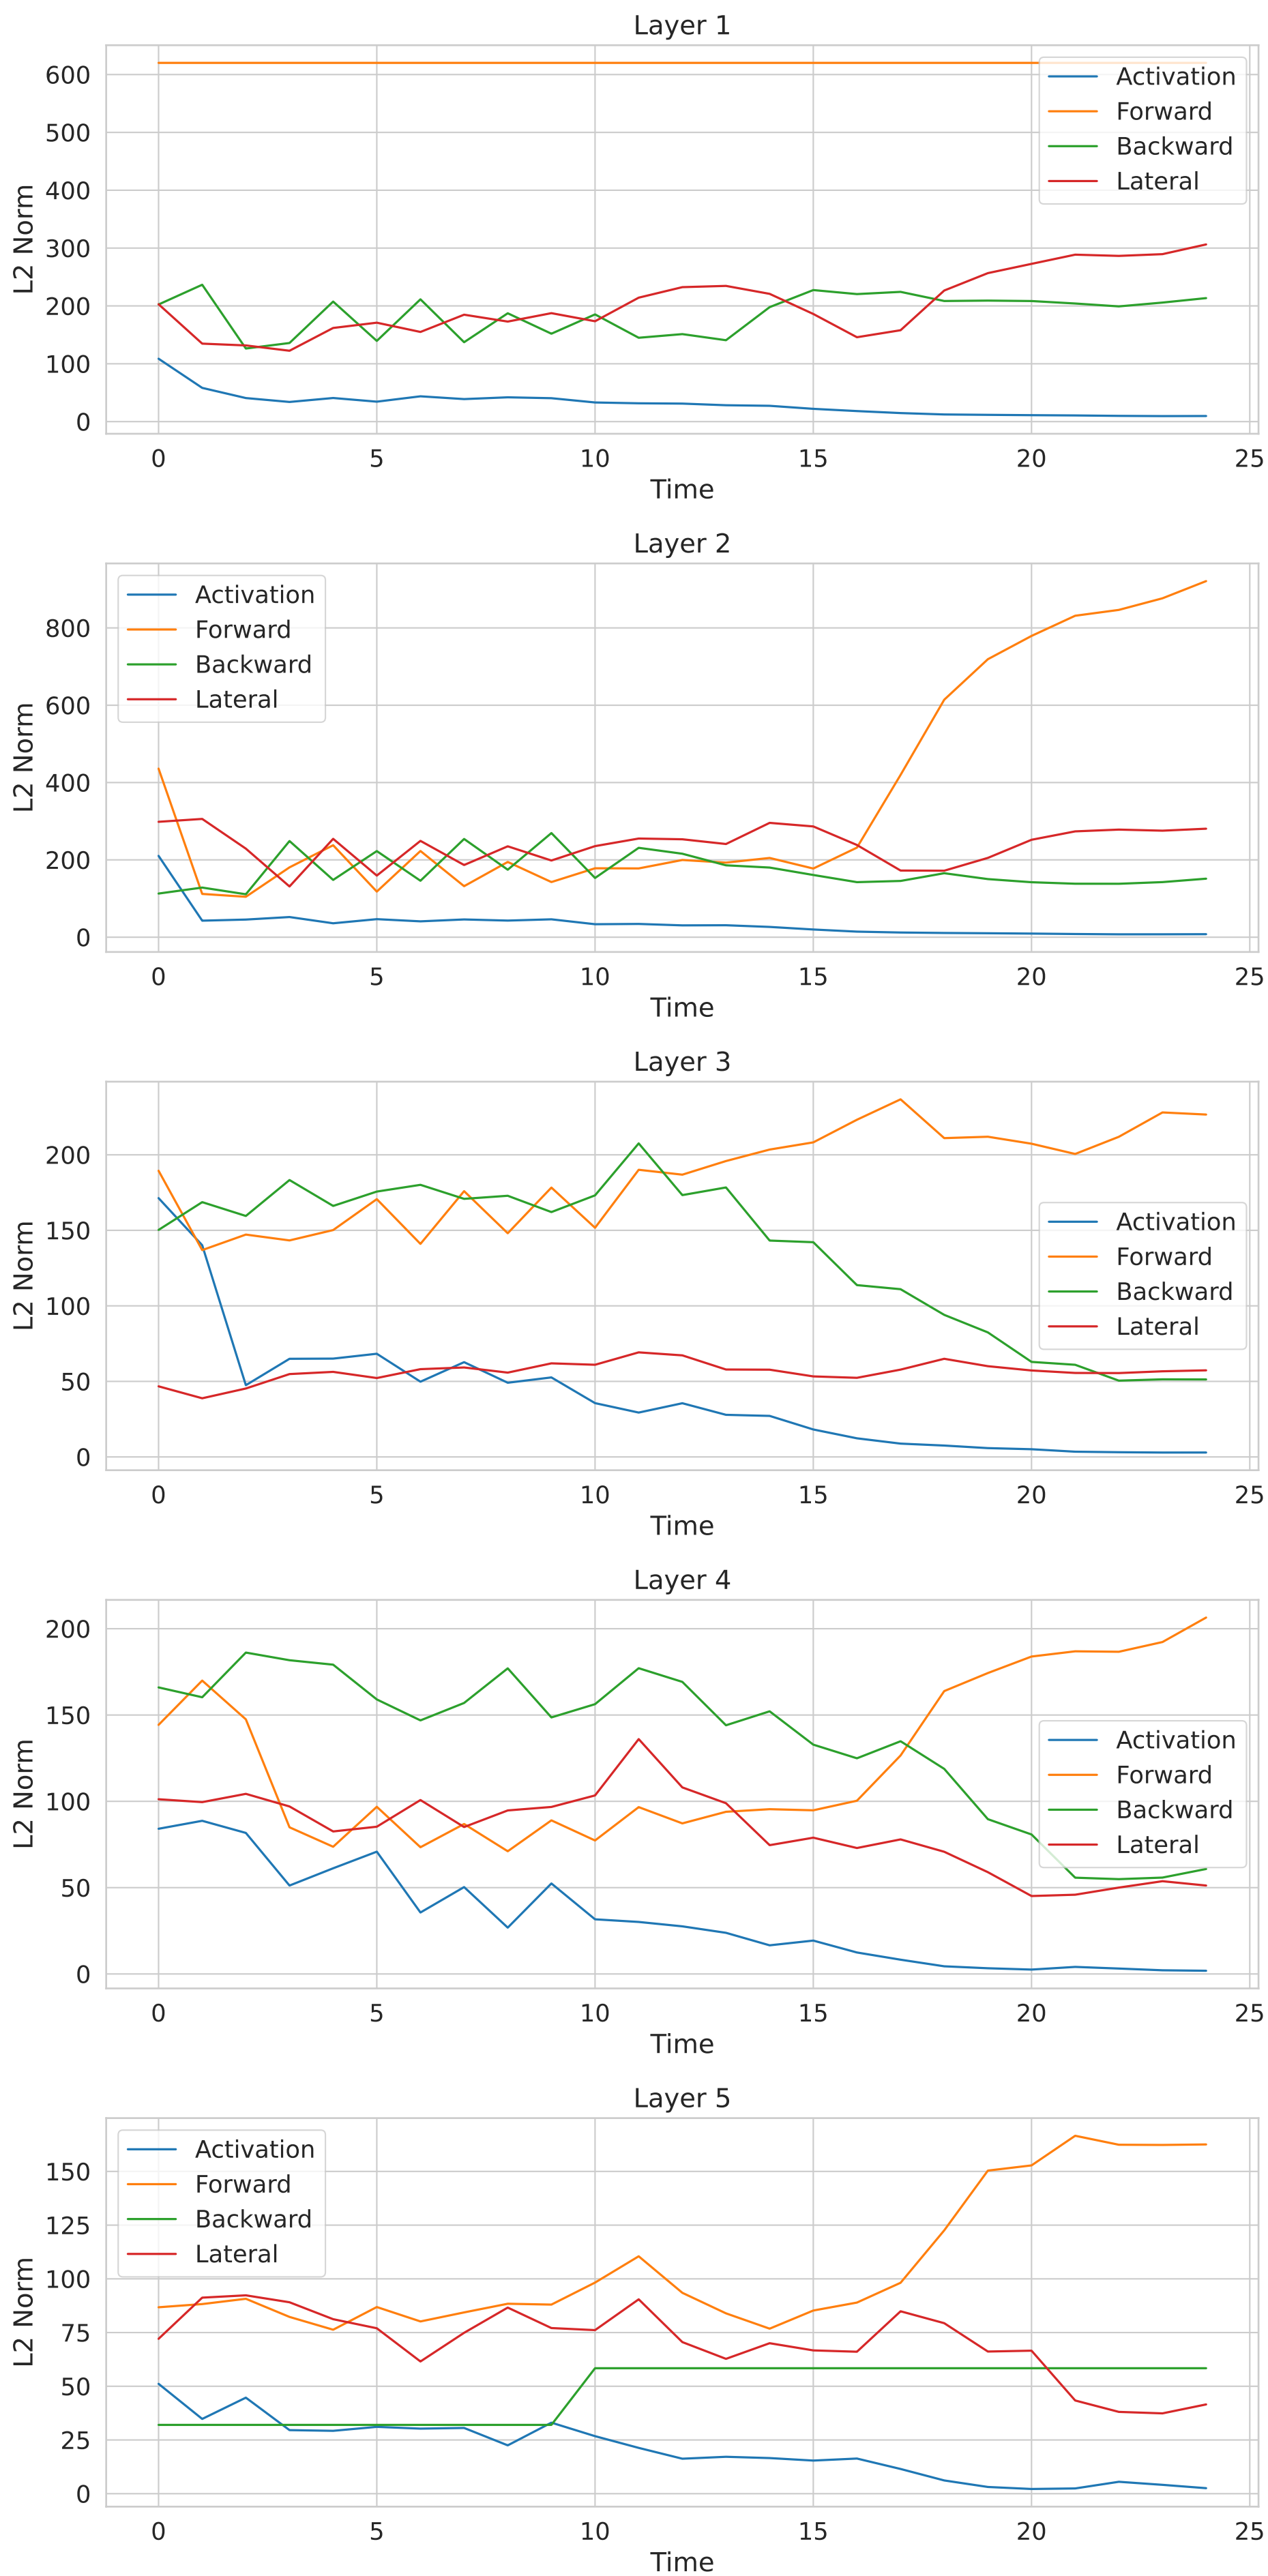 Layer 1
L2 Norm
600
500
400
300
200
100
0
Activation
Forward
Backward
Lateral
0 5 10 15 20 25
Time
Layer 2
L2 Norm
800
600
400
200
0
Activation
Forward
Backward
Lateral
0 5 10 15 20 25
Time
Layer 3
L2 Norm
200
150
100
50
0
Activation
Forward
Backward
Lateral
0 5 10 15 20 25
Time
Layer 4
L2 Norm
200
150
100
50
0
Activation
Forward
Backward
Lateral
0 5 10 15 20 25
Time
Layer 5
L2 Norm
150
125
100
75
50
25
0
Activation
Forward
Backward
Lateral
0 5 10 15 20 25
Time